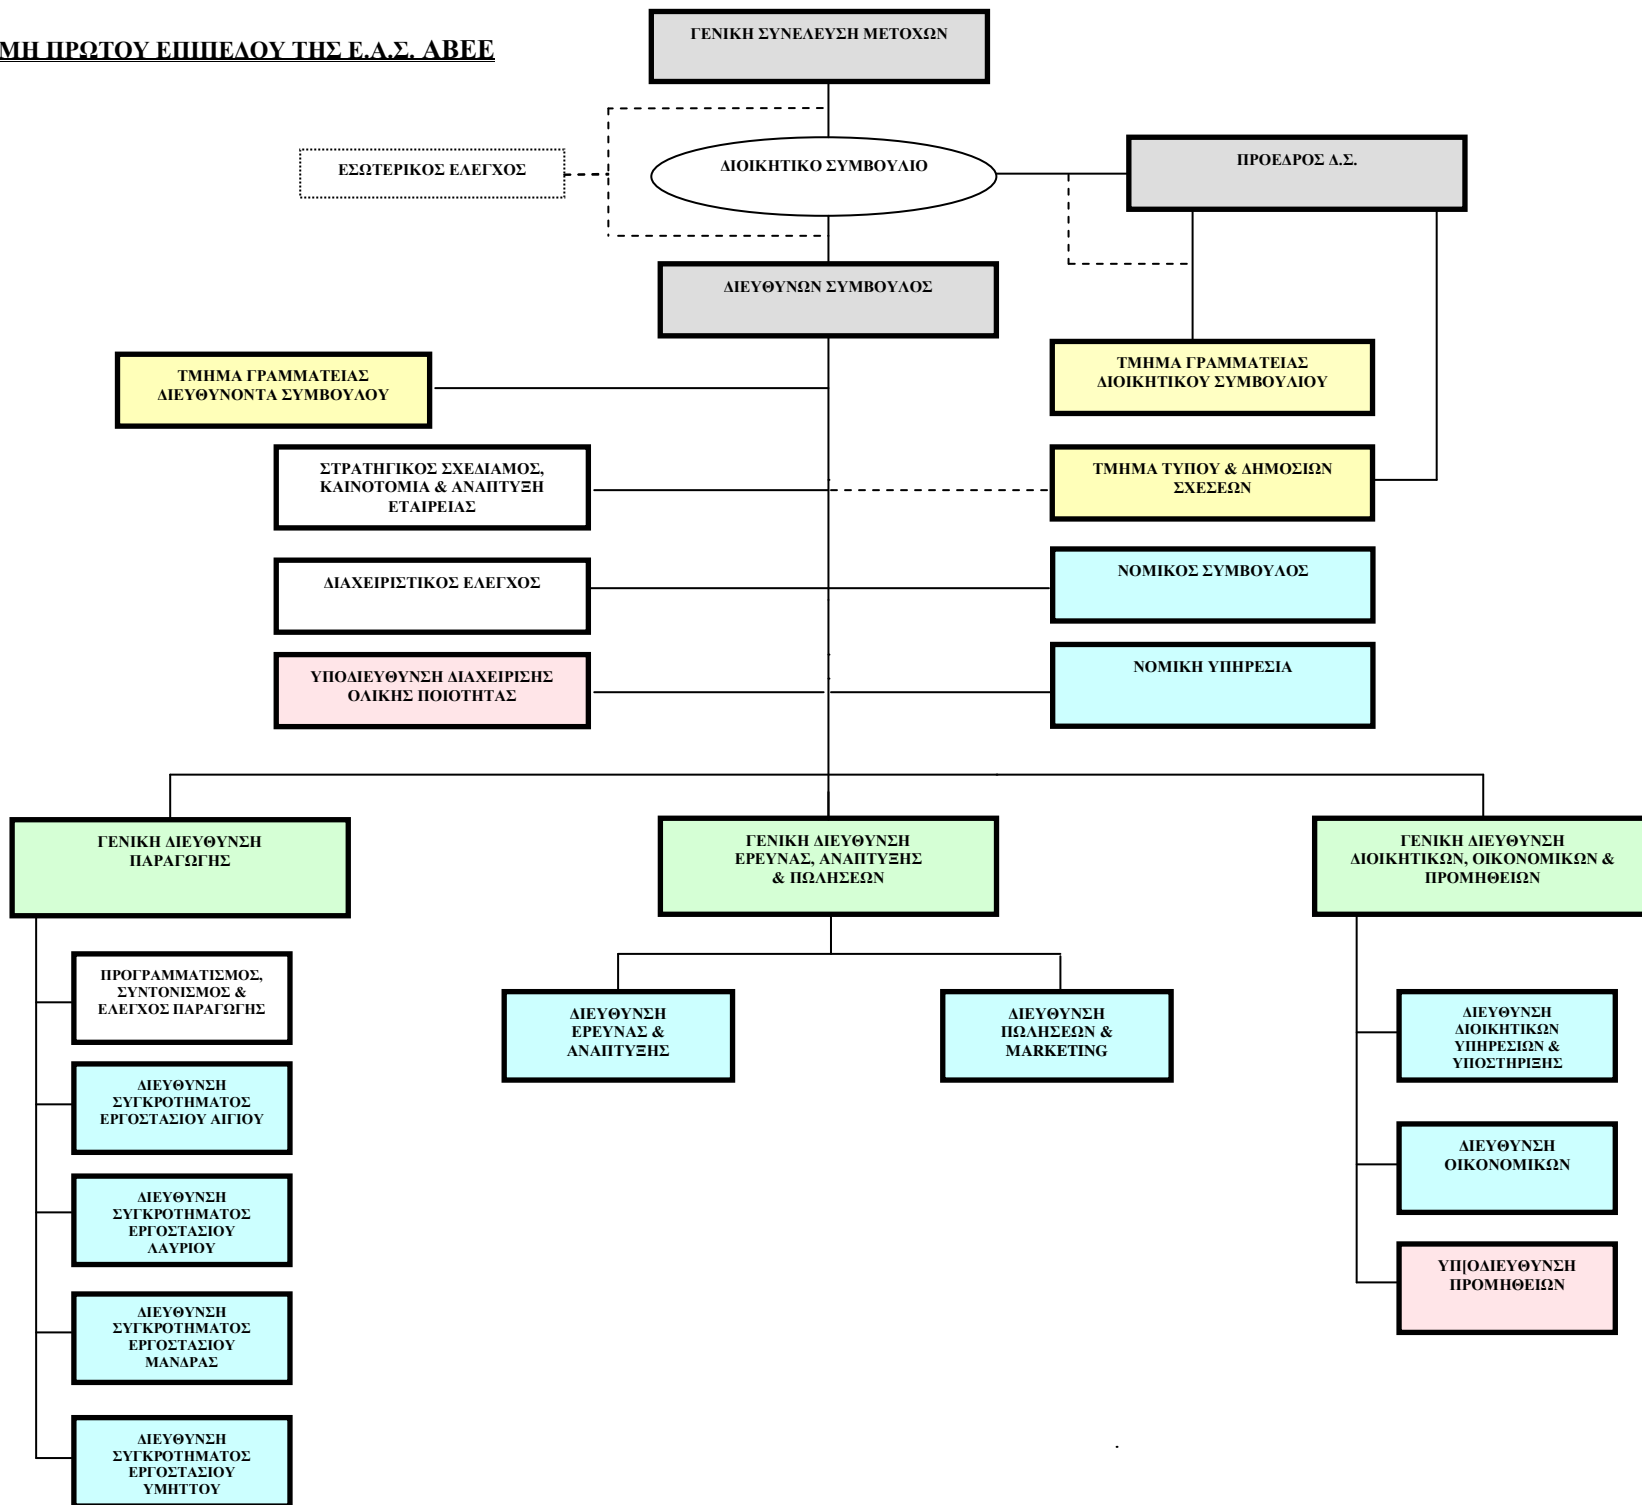 ΜΗ ΠΡΩΤΟΥ ΕΠΙΠΕΔΟΥ ΤΗΣ Ε.Α.Σ. ΑΒΕΕ
ΓΕΝΙΚΗ ΣΥΝΕΛΕΥΣΗ ΜΕΤΟΧΩΝ
ΕΣΩΤΕΡΙΚΟΣ ΕΛΕΓΧΟΣ
ΔΙΟΙΚΗΤΙΚΟ ΣΥΜΒΟΥΛΙΟ
ΠΡΟΕΔΡΟΣ Δ.Σ.
ΔΙΕΥΘΥΝΩΝ ΣΥΜΒΟΥΛΟΣ
ΤΜΗΜΑ ΓΡΑΜΜΑΤΕΙΑΣ
ΔΙΕΥΘΥΝΟΝΤΑ ΣΥΜΒΟΥΛΟΥ
ΤΜΗΜΑ ΓΡΑΜΜΑΤΕΙΑΣ
ΔΙΟΙΚΗΤΙΚΟΥ ΣΥΜΒΟΥΛΙΟΥ
ΣΤΡΑΤΗΓΙΚΟΣ ΣΧΕΔΙΑΜΟΣ,
ΚΑΙΝΟΤΟΜΙΑ & ΑΝΑΠΤΥΞΗ
ΕΤΑΙΡΕΙΑΣ
ΤΜΗΜΑ ΤΥΠΟΥ & ΔΗΜΟΣΙΩΝ
ΣΧΕΣΕΩΝ
ΔΙΑΧΕΙΡΙΣΤΙΚΟΣ ΕΛΕΓΧΟΣ
ΝΟΜΙΚΟΣ ΣΥΜΒΟΥΛΟΣ
ΥΠΟΔΙΕΥΘΥΝΣΗ ΔΙΑΧΕΙΡΙΣΗΣ
ΟΛΙΚΗΣ ΠΟΙΟΤΗΤΑΣ
ΝΟΜΙΚΗ ΥΠΗΡΕΣΙΑ
ΓΕΝΙΚΗ ΔΙΕΥΘΥΝΣΗ
ΠΑΡΑΓΩΓΗΣ
ΓΕΝΙΚΗ ΔΙΕΥΘΥΝΣΗ
ΕΡΕΥΝΑΣ, ΑΝΑΠΤΥΞΗΣ
& ΠΩΛΗΣΕΩΝ
ΓΕΝΙΚΗ ΔΙΕΥΘΥΝΣΗ
ΔΙΟΙΚΗΤΙΚΩΝ, ΟΙΚΟΝΟΜΙΚΩΝ &
ΠΡΟΜΗΘΕΙΩΝ
ΠΡΟΓΡΑΜΜΑΤΙΣΜΟΣ,
ΣΥΝΤΟΝΙΣΜΟΣ &
ΕΛΕΓΧΟΣ ΠΑΡΑΓΩΓΗΣ
ΔΙΕΥΘΥΝΣΗ
ΣΥΓΚΡΟΤΗΜΑΤΟΣ
ΕΡΓΟΣΤΑΣΙΟΥ ΑΙΓΙΟΥ
ΔΙΕΥΘΥΝΣΗ
ΣΥΓΚΡΟΤΗΜΑΤΟΣ
ΕΡΓΟΣΤΑΣΙΟΥ
ΛΑΥΡΙΟΥ
ΔΙΕΥΘΥΝΣΗ
ΣΥΓΚΡΟΤΗΜΑΤΟΣ
ΕΡΓΟΣΤΑΣΙΟΥ
ΜΑΝΔΡΑΣ
ΔΙΕΥΘΥΝΣΗ
ΣΥΓΚΡΟΤΗΜΑΤΟΣ
ΕΡΓΟΣΤΑΣΙΟΥ
ΥΜΗΤΤΟΥ
ΔΙΕΥΘΥΝΣΗ
ΕΡΕΥΝΑΣ &
ΑΝΑΠΤΥΞΗΣ
ΔΙΕΥΘΥΝΣΗ
ΠΩΛΗΣΕΩΝ &
MARKETING
ΔΙΕΥΘΥΝΣΗ
ΔΙΟΙΚΗΤΙΚΩΝ
ΥΠΗΡΕΣΙΩΝ &
ΥΠΟΣΤΗΡΙΞΗΣ
ΔΙΕΥΘΥΝΣΗ
ΟΙΚΟΝΟΜΙΚΩΝ
ΥΠ[ΟΔΙΕΥΘΥΝΣΗ
ΠΡΟΜΗΘΕΙΩΝ